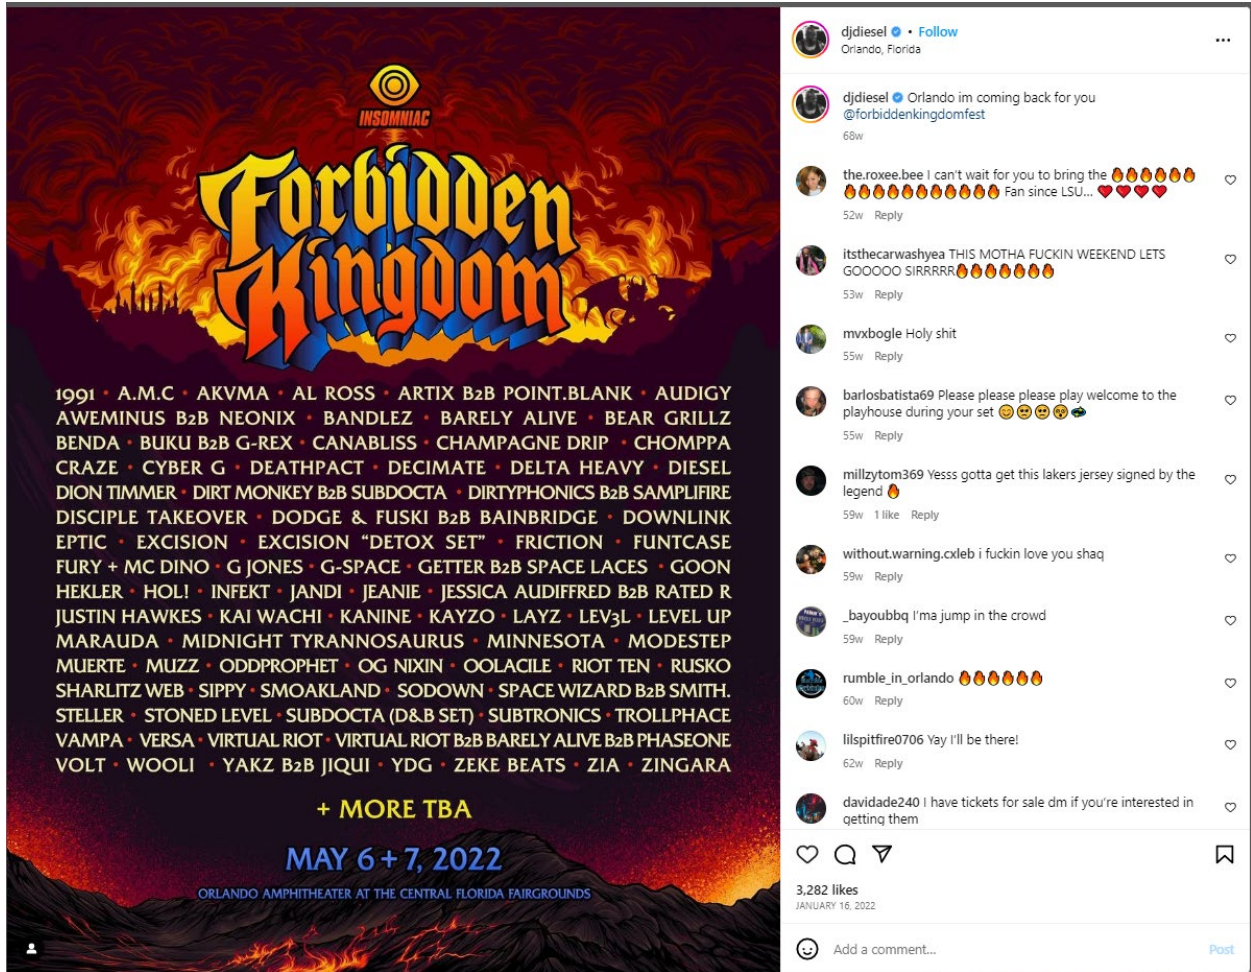 INSOMNIAC
Forbidden
Kingdom
1991 • A.M.C • AKVMA • AL ROSS • ARTIX B2B POINT.BLANK • AUDIGY
AWEMINUS B2B NEONIX • BANDLEZ • BARELY ALIVE • BEAR GRILLZ
BENDA • BUKU B2B G-REX • CANABLISS • CHAMPAGNE DRIP • CHOMPPA
CRAZE • CYBER G • DEATHPACT • DECIMATE • DELTA HEAVY • DIESEL
DION TIMMER • DIRT MONKEY B2B SUBDOCTA • DIRTYPHONICS B2B SAMPLIFIRE
DISCIPLE TAKEOVER • DODGE & FUSKI B2B BAINBRIDGE • DOWNLINK
EPTIC • EXCISION • EXCISION “DETOX SET” • FRICTION • FUNTCASE
FURY + MC DINO • G JONES • G-SPACE • GETTER B2B SPACE LACES • GOON
HEKLER • HOL! • INFEKT • JANDI • JEANIE • JESSICA AUDIFFRED B2B RATED R
JUSTIN HAWKES • KAI WACHI • KANINE • KAYZO • LAYZ • LEV3L • LEVEL UP
MARAUDA • MIDNIGHT TYRANNOSAURUS • MINNESOTA • MODESTEP
MUERTE • MUZZ • ODDPROPHET • OG NIXIN • OOLACILE • RIOT TEN • RUSKO
SHARLITZ WEB • SIPPY • SMOAKLAND • SODOWN • SPACE WIZARD B2B SMITH.
STELLER • STONED LEVEL • SUBDOCTA (D&B SET) • SUBTRONICS • TROLLPHACE
VAMPA • VERSA • VIRTUAL RIOT • VIRTUAL RIOT B2B BARELY ALIVE B2B PHASEONE
VOLT • WOOLI • YAKZ B2B JIQUI • YDG • ZEKE BEATS • ZIA • ZINGARA
+ MORE TBA
MAY 6 + 7, 2022
ORLANDO AMPHITHEATER AT THE CENTRAL FLORIDA FAIRGROUNDS
djdiesel • Follow
Orlando, Florida
djdiesel Orlando im coming back for you
@forbiddenkingdomfest
68w
the.roxee.bee I can't wait for you to bring the 🔥🔥🔥🔥🔥🔥
🔥🔥🔥🔥🔥🔥🔥🔥🔥🔥🔥 Fan since LSU... ❤️❤️❤️❤️
52w Reply
itsthecarwashyea THIS MOTHA FUCKIN WEEKEND LETS
GOOOOO SIRRRRR🔥🔥🔥🔥🔥🔥🔥
53w Reply
mvxbogle Holy shit
55w Reply
barlosbatista69 Please please please play welcome to the
playhouse during your set
55w Reply
millzytom369 Yesss gotta get this lakers jersey signed by the
legend 🔥
59w 1 like Reply
without.warning.cxleb i fuckin love you shaq
59w Reply
_bayoubbq I'ma jump in the crowd
59w Reply
rumble_in_orlando 🔥🔥🔥🔥🔥🔥
60w Reply
lilspitfire0706 Yay I'll be there!
62w Reply
davidade240 I have tickets for sale dm if you're interested in
getting them
3,282 likes
JANUARY 16, 2022
Add a comment...
Post